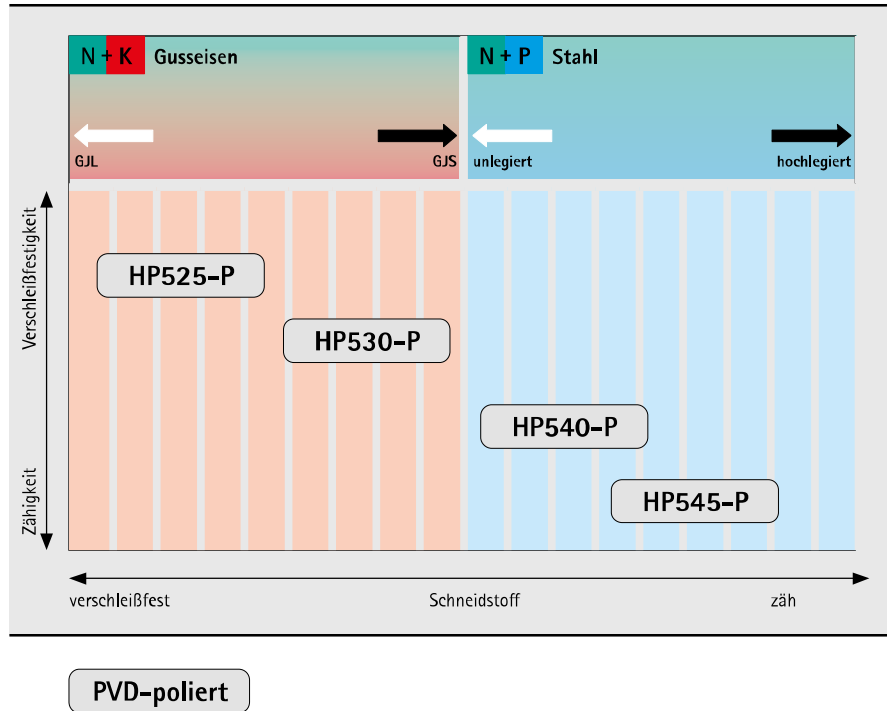 N + K Gusseisen
N + P Stahl
GJL
GJS
unlegiert
hochlegiert
Verschleißfestigkeit
Zähigkeit
HP525-P
HP530-P
HP540-P
HP545-P
verschleißfest
Schneidstoff
zäh
PVD-poliert